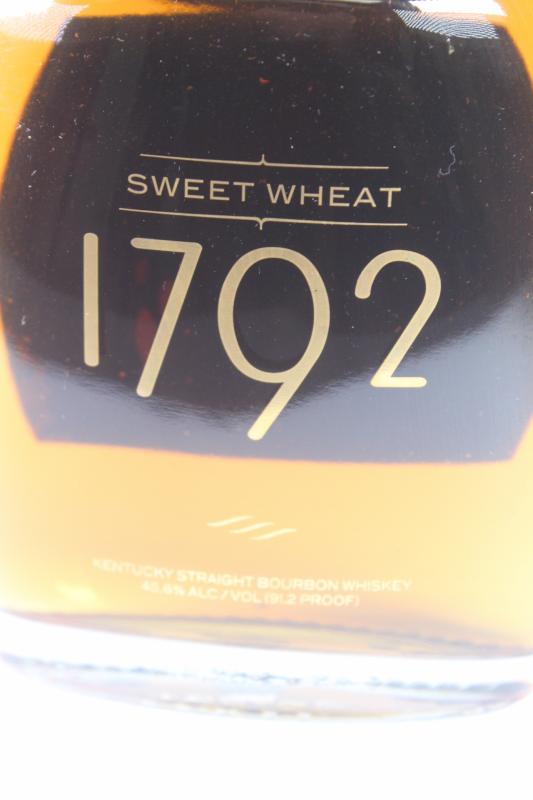 SWEET WHEAT
1792
KENTUCKY STRAIGHT BOURBON WHISKEY
45.6% ALC / VOL (91.2 PROOF)